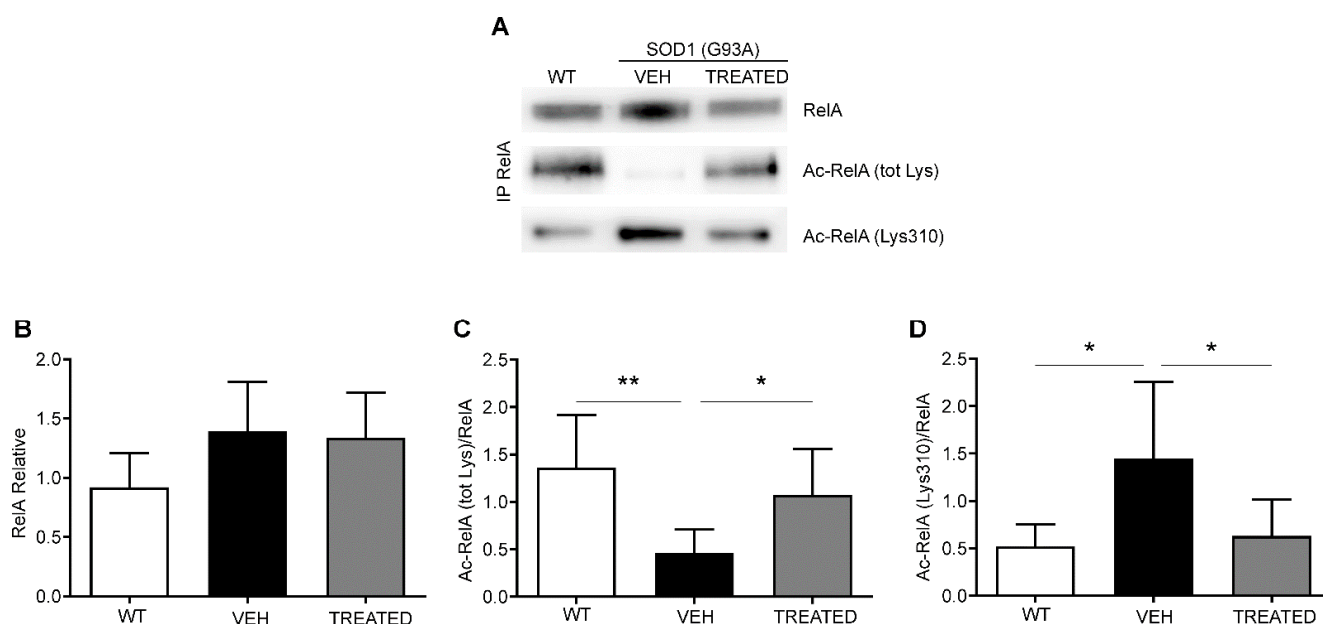 A
SOD1 (G93A)
WT VEH TREATED
IP RelA
RelA
Ac-RelA (tot Lys)
Ac-RelA (Lys310)
B
RelA Relative
2.0
1.5
1.0
0.5
0.0
WT VEH TREATED
C
Ac-RelA (tot Lys)/RelA
2.5
2.0
1.5
1.0
0.5
0.0
** *
WT VEH TREATED
D
Ac-RelA (Lys310)/RelA
2.5
2.0
1.5
1.0
0.5
0.0
* *
WT VEH TREATED